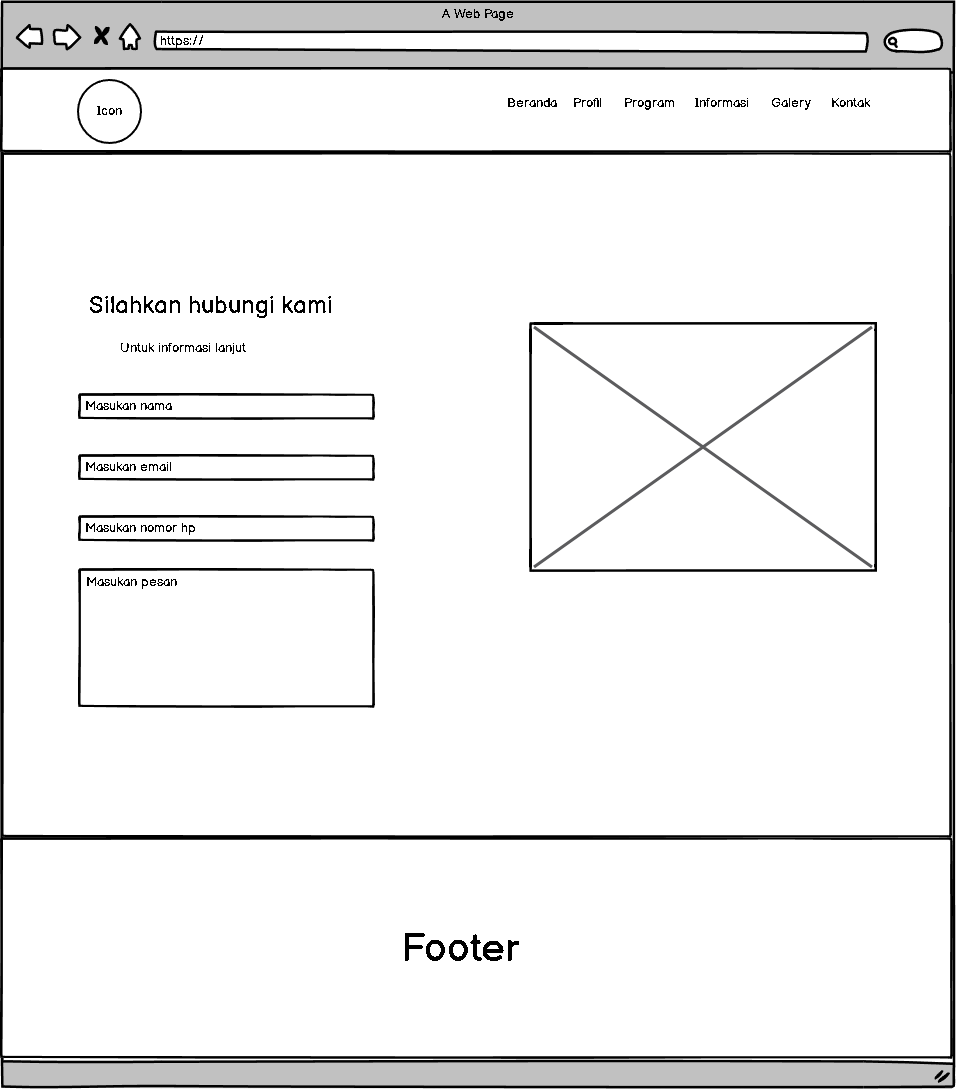 A Web Page
https://
Icon
Beranda Profil Program Informasi Galery Kontak
Silahkan hubungi kami
Untuk informasi lanjut
Masukan nama
Masukan email
Masukan nomor hp
Masukan pesan
Footer